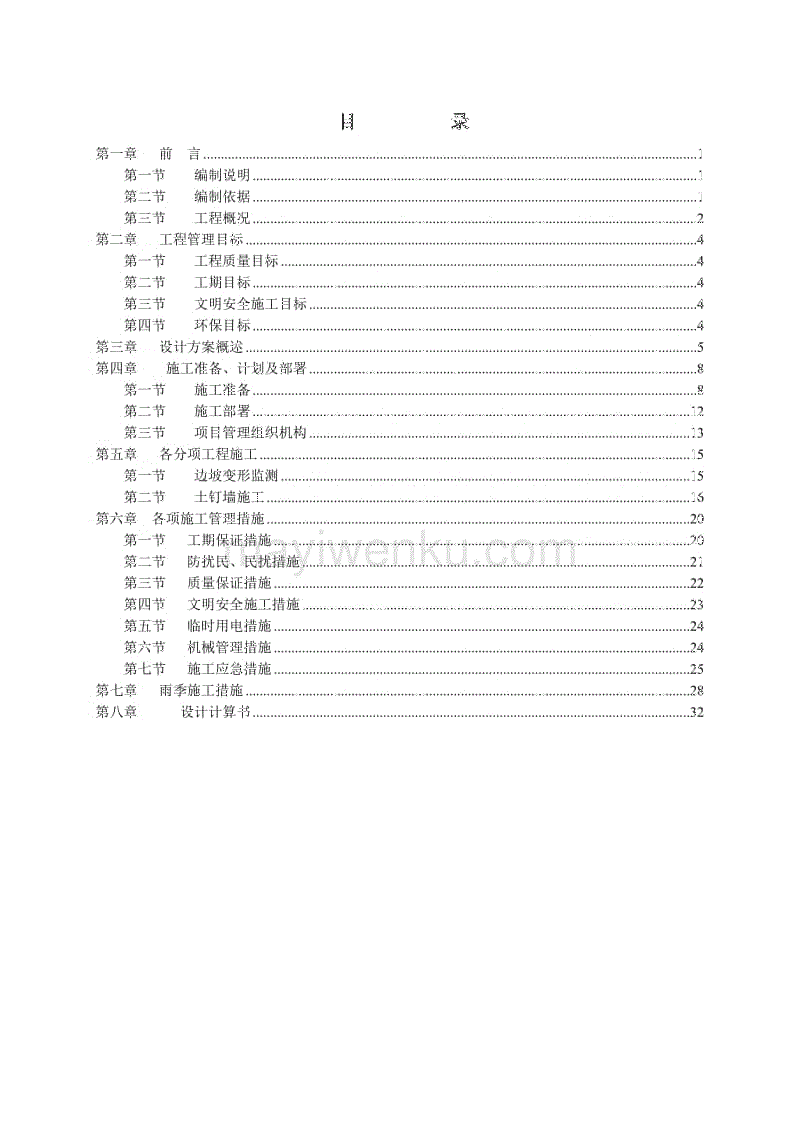 目 录
第一章 前 言........................1
第一节 编制说明........................1
第二节 编制依据........................1
第三节 工程概况........................2
第二章 工程管理目标........................4
第一节 工程质量目标........................4
第二节 工期目标........................4
第三节 文明安全施工目标........................4
第四节 环保目标........................4
第三章 设计方案概述........................5
第四章 施工准备、计划及部署........................8
第一节 施工准备........................8
第二节 施工部署........................12
第三节 项目管理组织机构........................13
第五章 各分项工程施工........................15
第一节 边坡变形监测........................15
第二节 土钉墙施工........................16
第六章 各项施工管理措施........................20
第一节 工期保证措施........................20
第二节 防扰民、民扰措施........................21
第三节 质量保证措施........................22
第四节 文明安全施工措施........................23
第五节 临时用电措施........................24
第六节 机械管理措施........................24
第七节 施工应急措施........................25
第七章 雨季施工措施........................28
第八章 设计计算书........................32